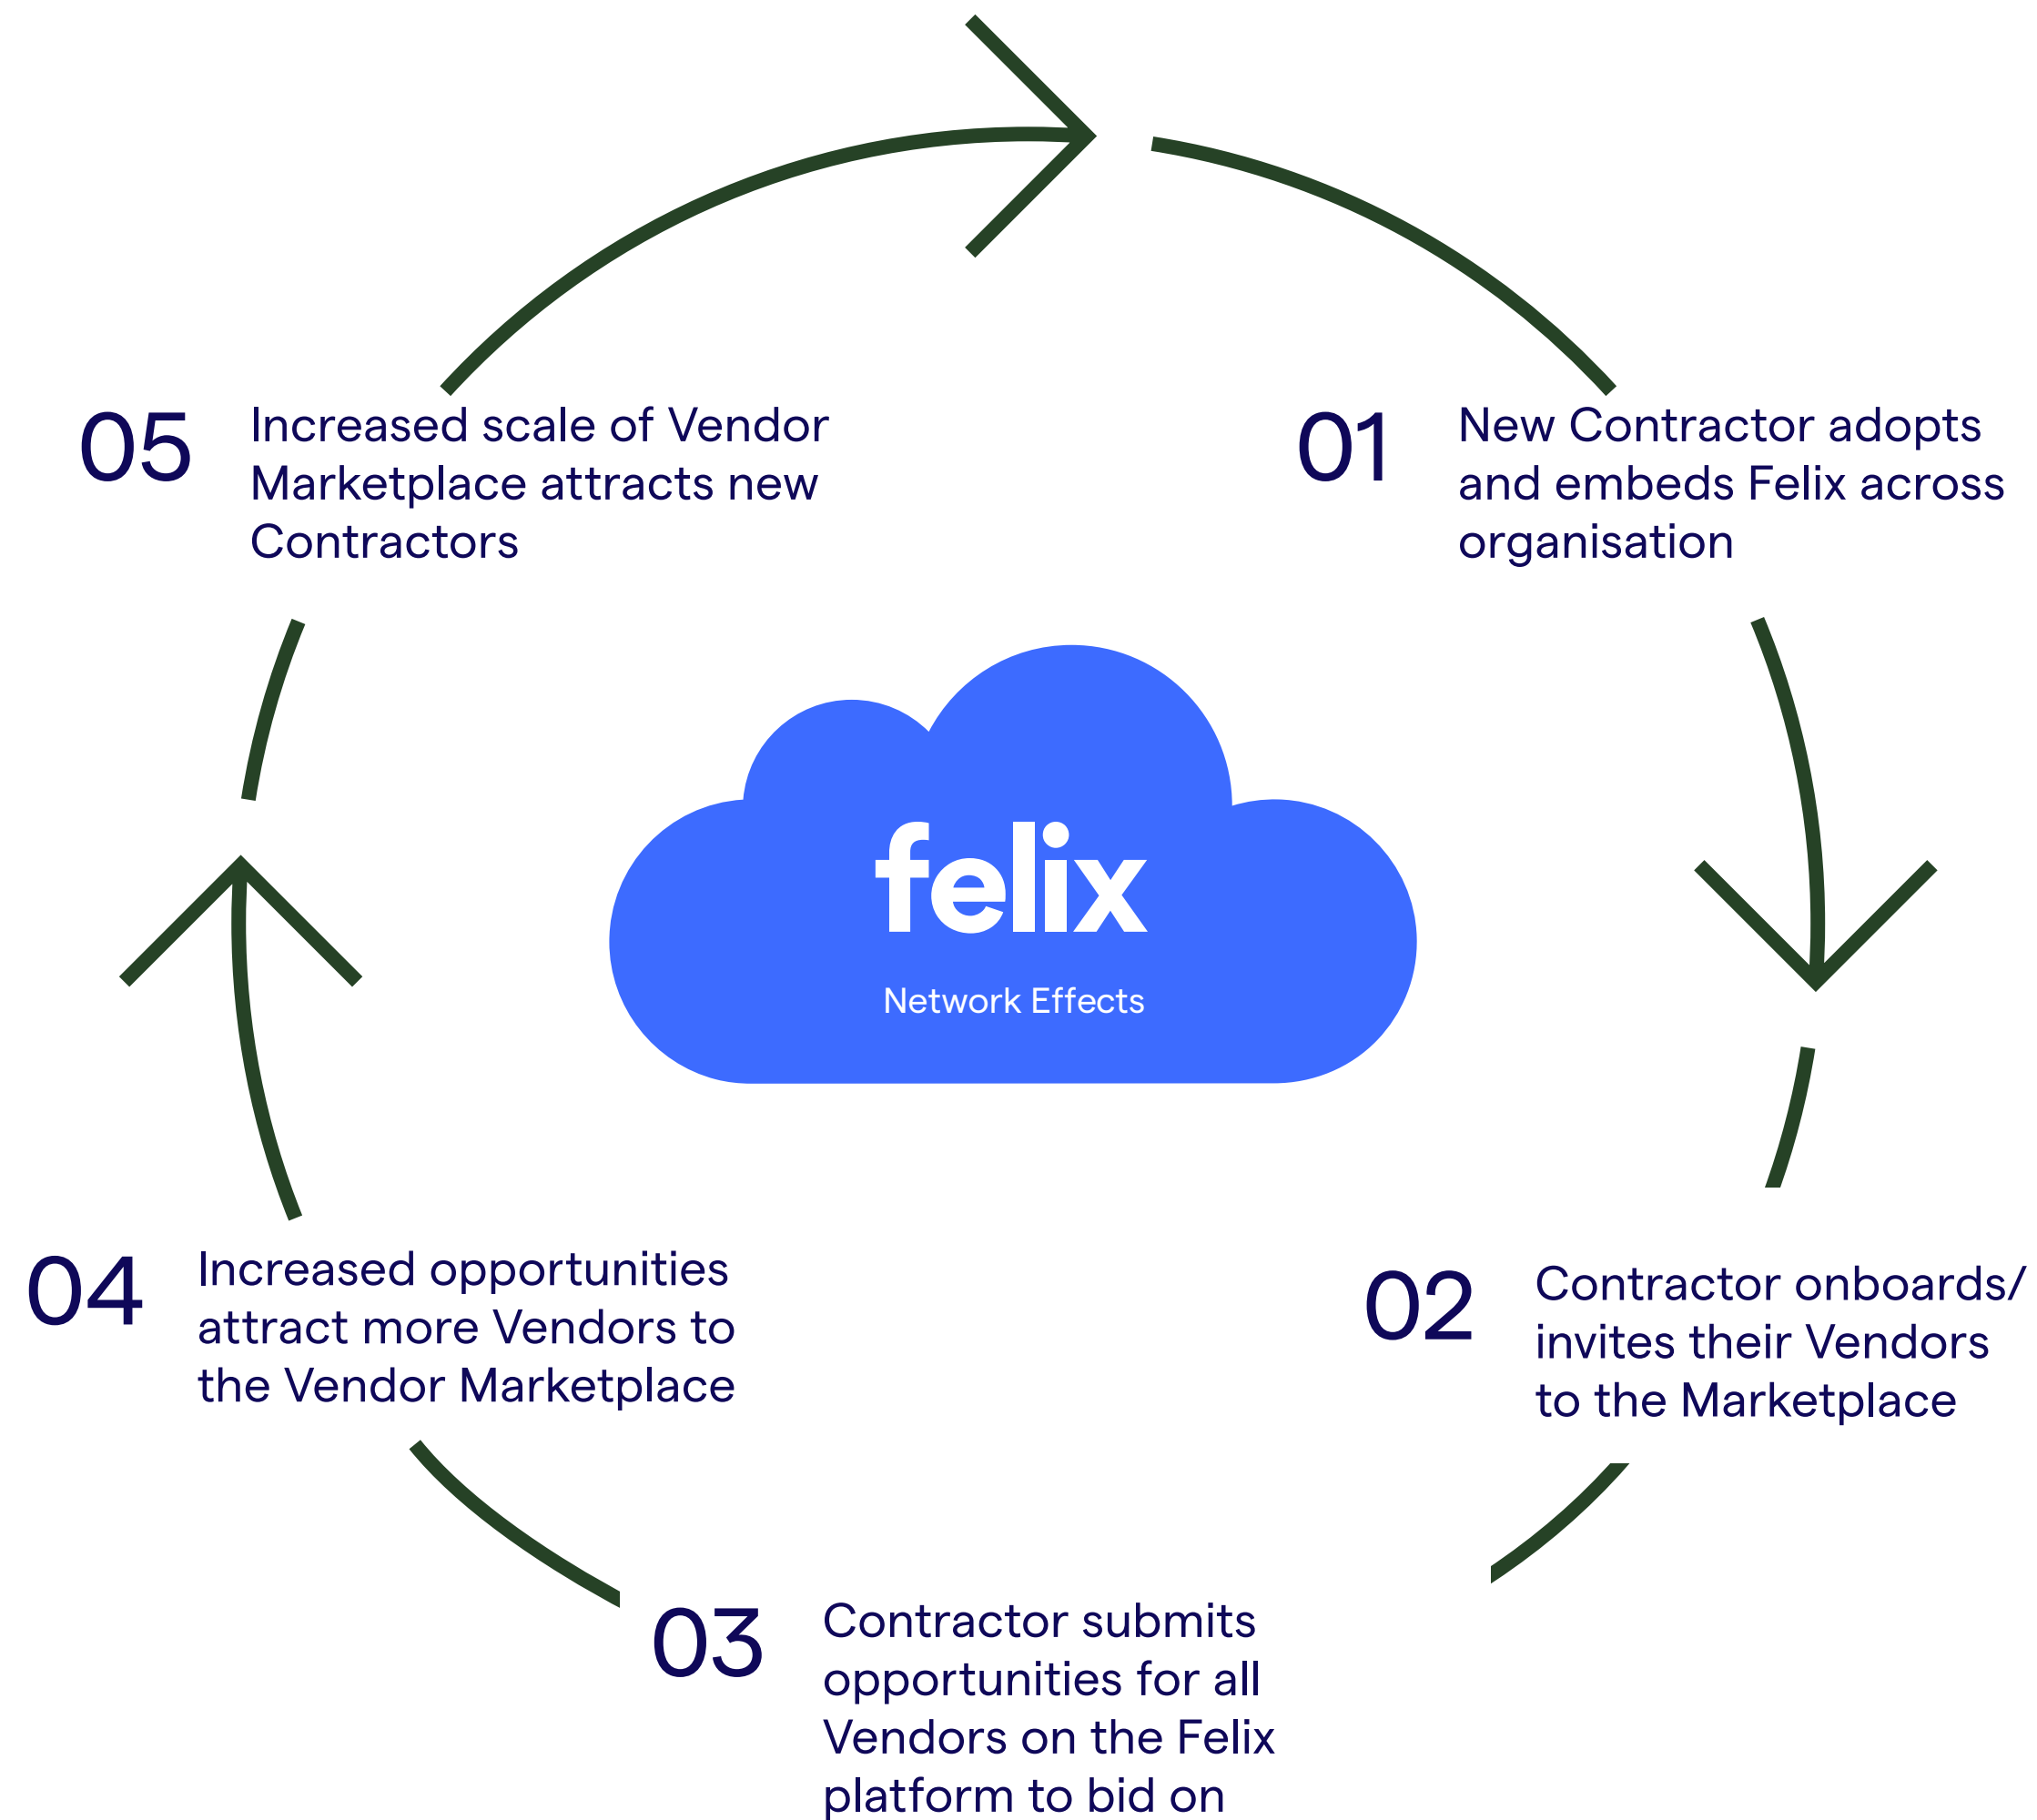 05
Increased scale of Vendor
Marketplace attracts new
Contractors
01
New Contractor adopts
and embeds Felix across
organisation
felix
Network Effects
04
Increased opportunities
attract more Vendors to
the Vendor Marketplace
02
Contractor onboards/
invites their Vendors
to the Marketplace
03
Contractor submits
opportunities for all
Vendors on the Felix
platform to bid on